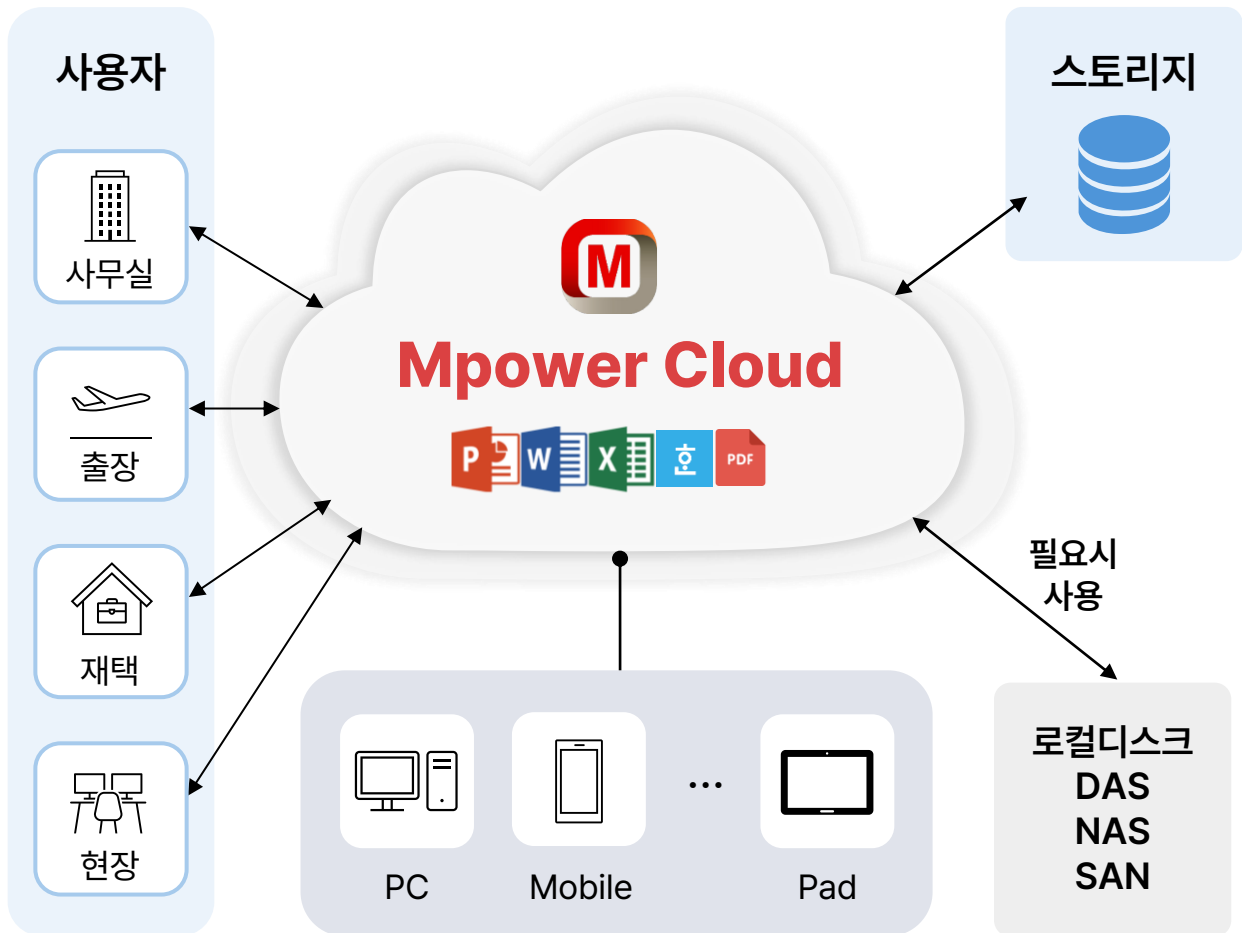 사용자
사무실
출장
재택
현장
M
Mpower Cloud
P W X 호 PDF
스토리지
필요시
사용
로컬디스크
DAS
NAS
SAN
PC
Mobile
...
Pad